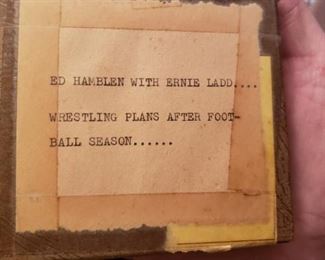 ED HAMBLEN WITH ERNIE LADD....
WRESTLING PLANS AFTER FOOT-
BALL SEASON......